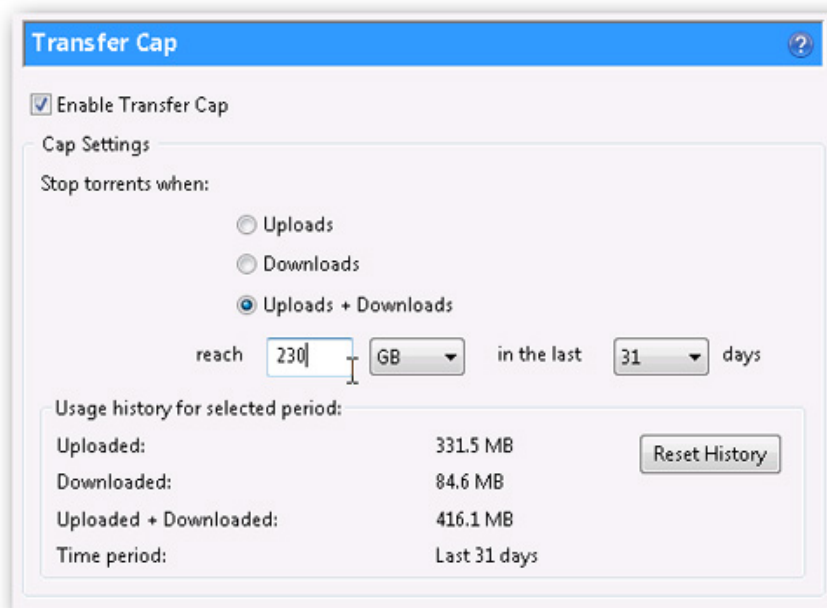 Transfer Cap ?
Enable Transfer Cap
Cap Settings
Stop torrents when:
Uploads
Downloads
Uploads + Downloads
reach 230 GB in the last 31 days
Usage history for selected period:
Uploaded: 331.5 MB Reset History
Downloaded: 84.6 MB
Uploaded + Downloaded: 416.1 MB
Time period: Last 31 days